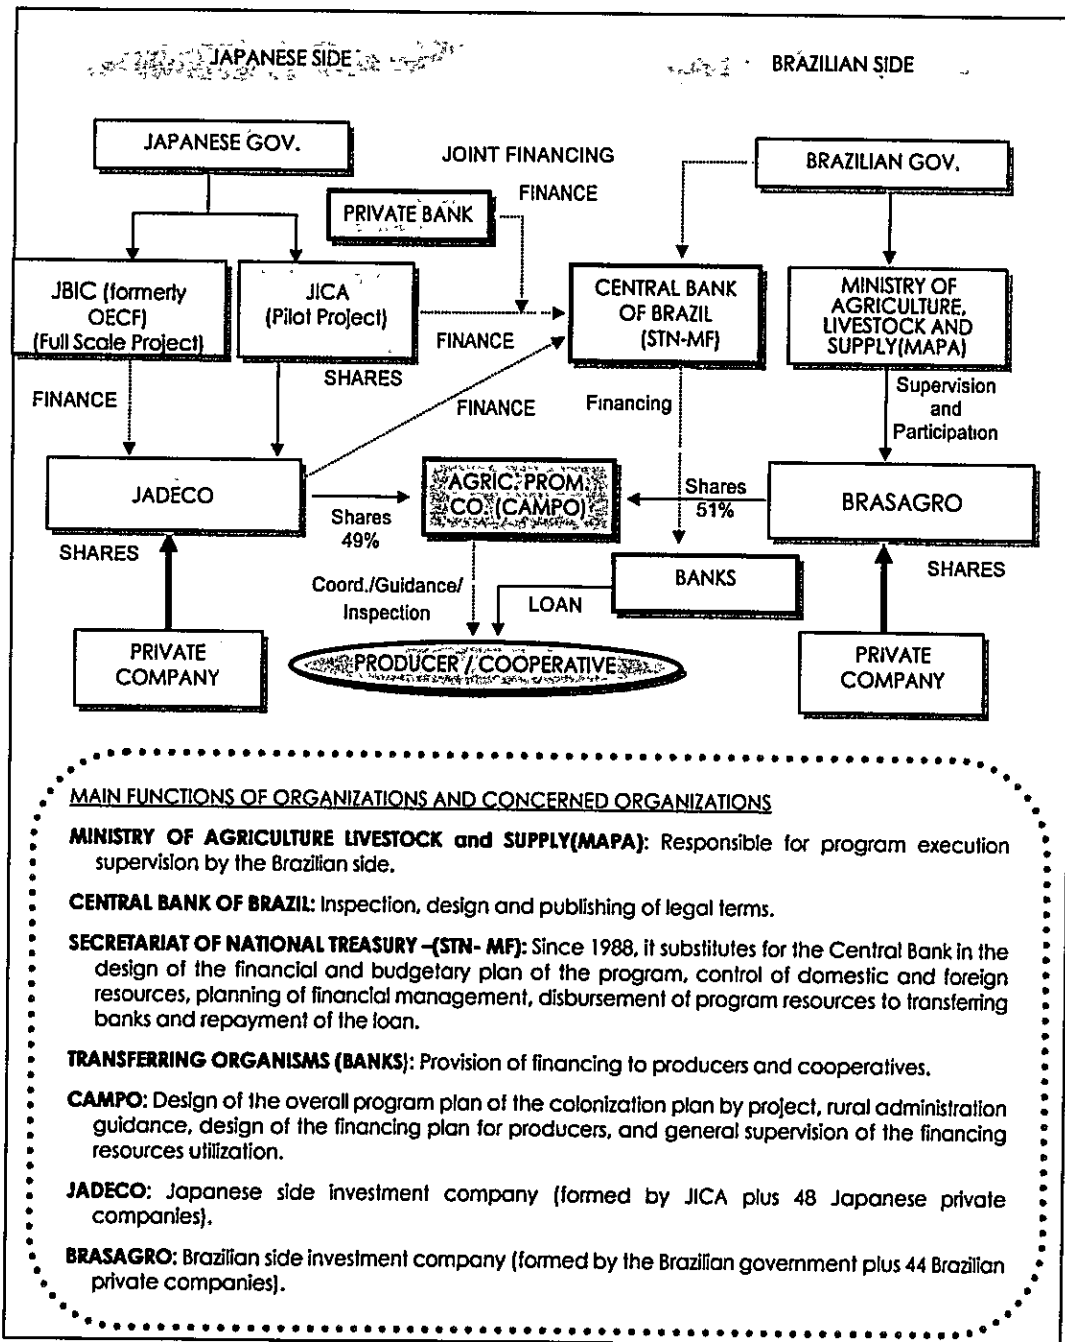 JAPANESE SIDE
BRAZILIAN SIDE
JAPANESE GOV.
JOINT FINANCING
FINANCE
BRAZILIAN GOV.
PRIVATE BANK
JBIC (formerly
OECF)
(Full Scale Project)
JICA
(Pilot Project)
CENTRAL BANK
OF BRAZIL
(STN-MF)
MINISTRY OF
AGRICULTURE,
LIVESTOCK AND
SUPPLY(MAPA)
FINANCE
SHARES
FINANCE
FINANCE
Financing
Supervision
and
Participation
JADECO
Shares
49%
AGRIC. PROM.
CO. (CAMPO)
Shares
51%
BRASAGRO
SHARES
Coord./Guidance/
Inspection
LOAN
BANKS
SHARES
PRIVATE
COMPANY
PRODUCER / COOPERATIVE
PRIVATE
COMPANY
MAIN FUNCTIONS OF ORGANIZATIONS AND CONCERNED ORGANIZATIONS
MINISTRY OF AGRICULTURE LIVESTOCK and SUPPLY(MAPA): Responsible for program execution
supervision by the Brazilian side.
CENTRAL BANK OF BRAZIL: Inspection, design and publishing of legal terms.
SECRETARIAT OF NATIONAL TREASURY –(STN- MF): Since 1988, it substitutes for the Central Bank in the
design of the financial and budgetary plan of the program, control of domestic and foreign
resources, planning of financial management, disbursement of program resources to transferring
banks and repayment of the loan.
TRANSFERRING ORGANISMS (BANKS): Provision of financing to producers and cooperatives.
CAMPO: Design of the overall program plan of the colonization plan by project, rural administration
guidance, design of the financing plan for producers, and general supervision of the financing
resources utilization.
JADECO: Japanese side investment company (formed by JICA plus 48 Japanese private
companies).
BRASAGRO: Brazilian side investment company (formed by the Brazilian government plus 44 Brazilian
private companies).